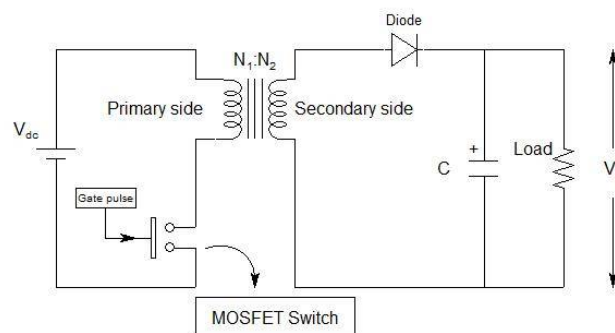 Diode
N1:N2
Primary side
Secondary side
Vdc
+
C
Load
V
Gate pulse
MOSFET Switch